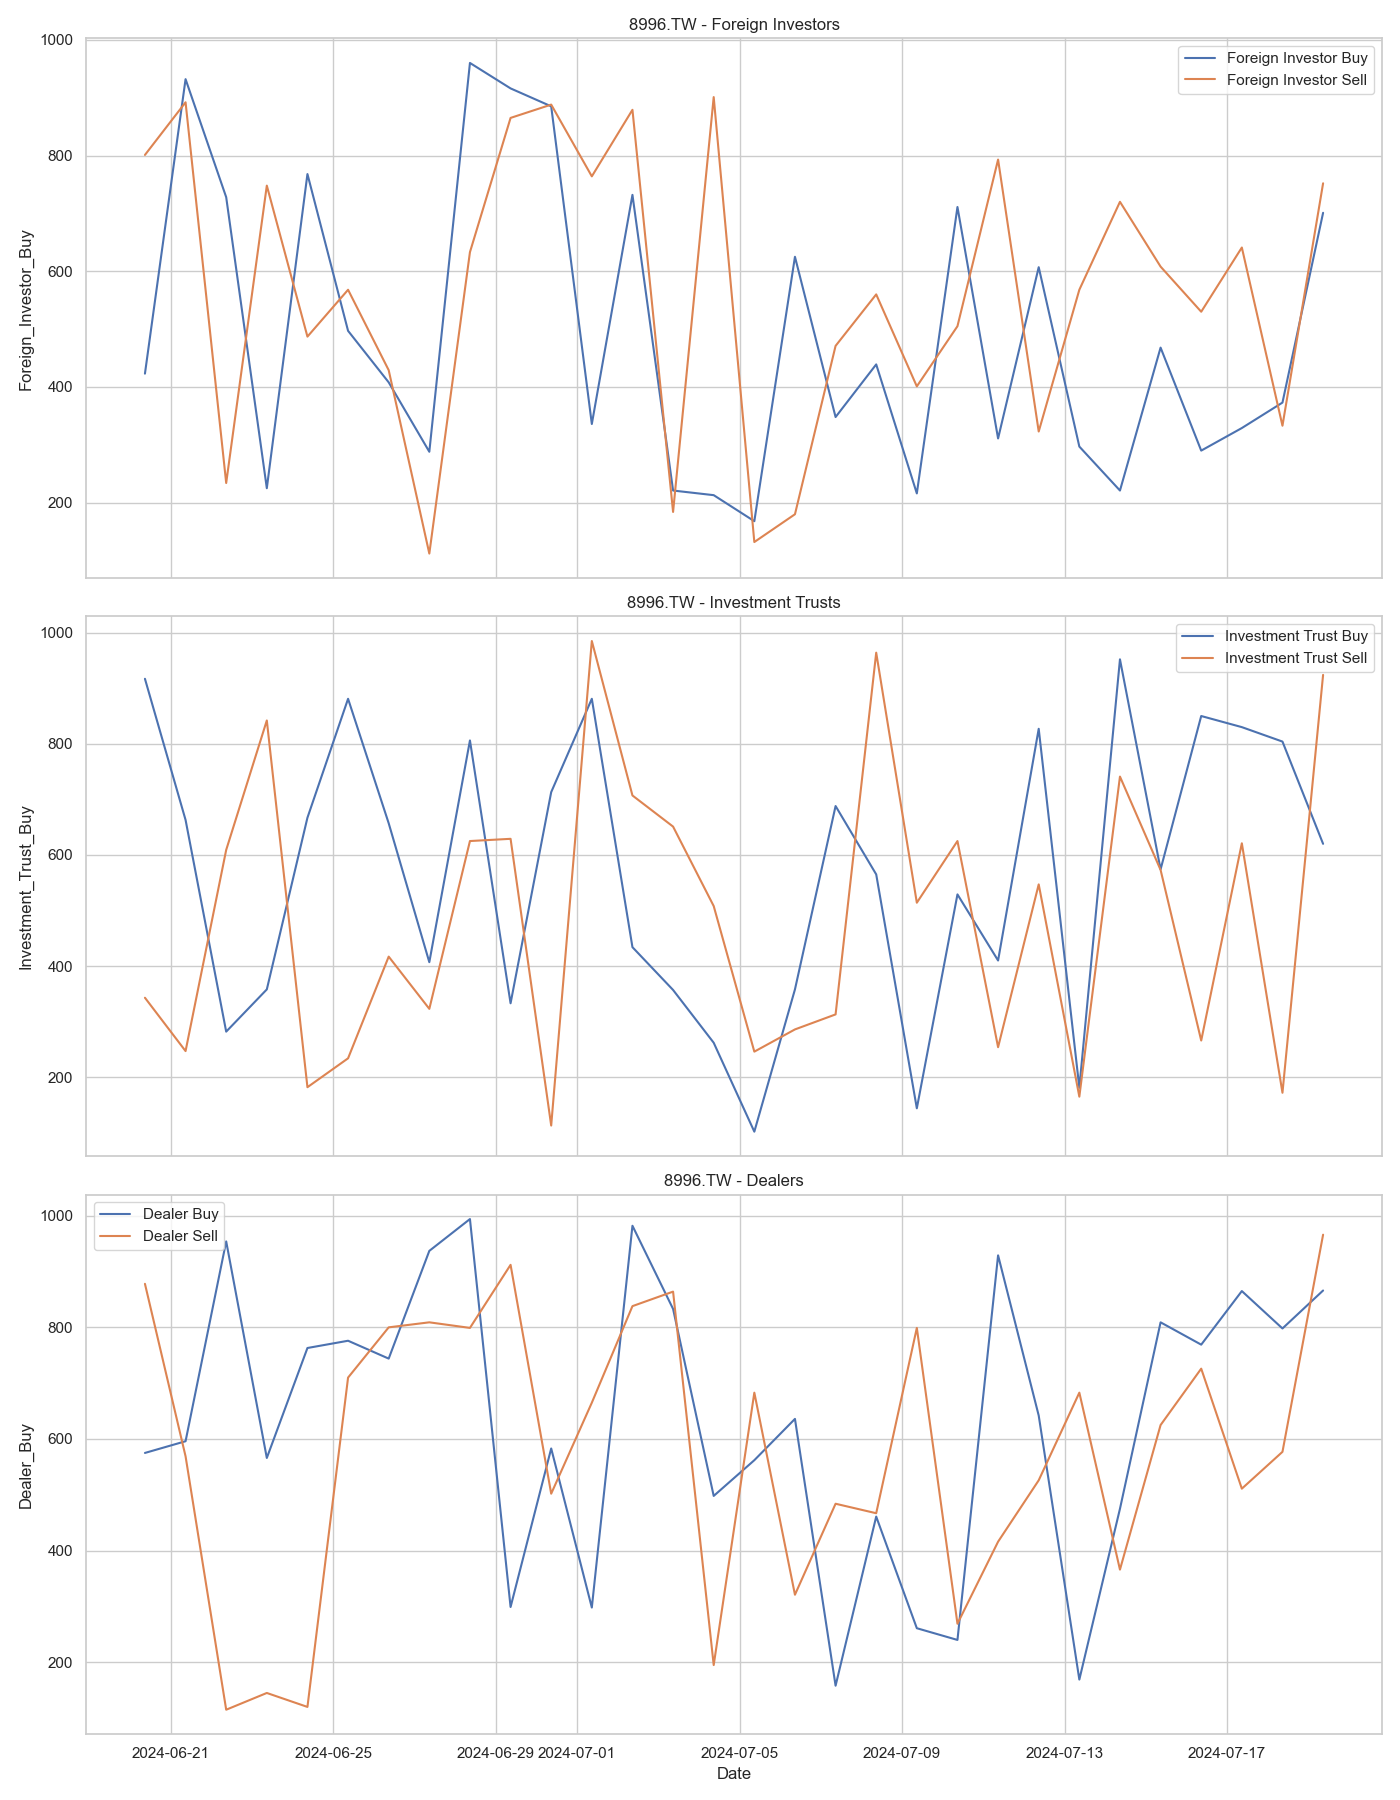 8996.TW - Foreign Investors
1000
800
600
400
200
Foreign_Investor_Buy
Foreign Investor Buy
Foreign Investor Sell
8996.TW - Investment Trusts
1000
800
600
400
200
Investment_Trust_Buy
Investment Trust Buy
Investment Trust Sell
8996.TW - Dealers
1000
800
600
400
200
Dealer_Buy
Dealer Buy
Dealer Sell
2024-06-21 2024-06-25 2024-06-29 2024-07-01 2024-07-05 2024-07-09 2024-07-13 2024-07-17
Date